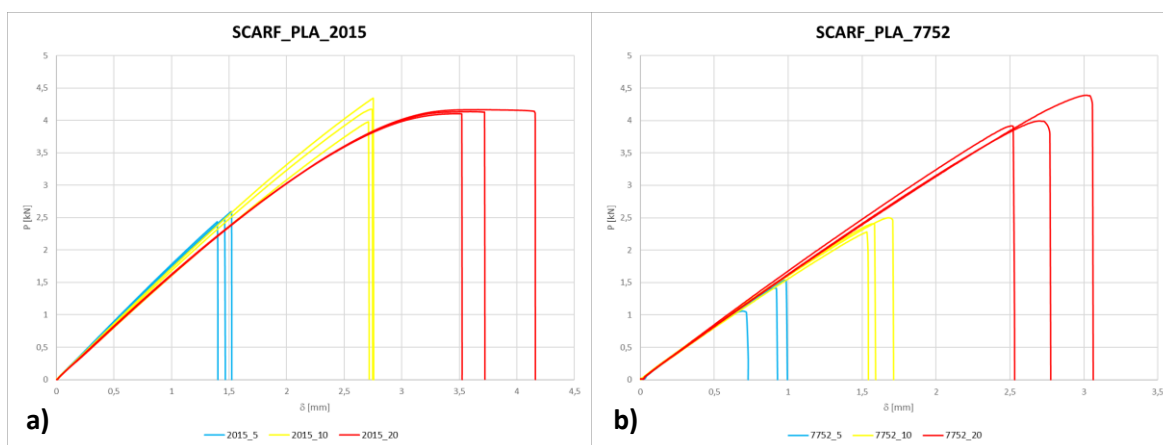 SCARF_PLA_2015
5
4,5
4
3,5
3
2,5
2
1,5
1
0,5
0
P [kN]
0 0,5 1 1,5 2 2,5 3 3,5 4 4,5
δ [mm]
a)
2015_5 2015_10 2015_20
SCARF_PLA_7752
5
4,5
4
3,5
3
2,5
2
1,5
1
0,5
0
P [kN]
0 0,5 1 1,5 2 2,5 3 3,5
δ [mm]
b)
7752_5 7752_10 7752_20